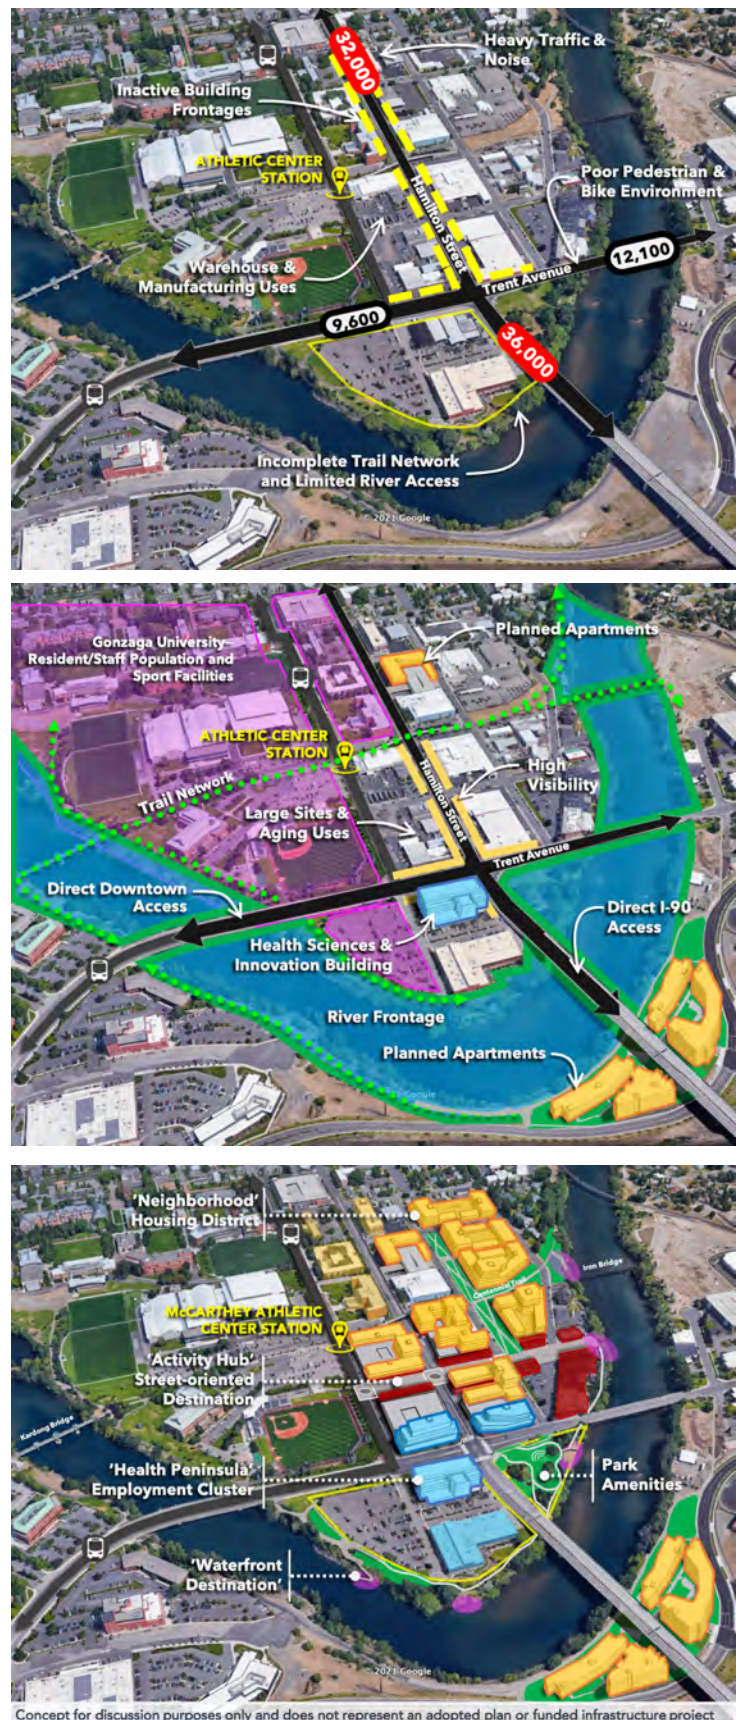 32,000
Heavy Traffic &
Noise
Inactive Building
Frontages
ATHLETIC CENTER
STATION
Hamilton Street
Poor Pedestrian &
Bike Environment
Warehouse &
Manufacturing Uses
Trent Avenue
12,100
9,600
36,000
Incomplete Trail Network
and Limited River Access
© 2021 Google
Gonzaga University–
Resident/Staff Population and
Sport Facilities
Planned Apartments
ATHLETIC CENTER
STATION
Trail Network
Hamilton Street
High
Visibility
Large Sites &
Aging Uses
Trent Avenue
Direct Downtown
Access
Direct I-90
Access
Health Sciences &
Innovation Building
River Frontage
Planned Apartments
Google
'Neighborhood'
Housing District
Iron Bridge
Centennial Trail
McCARTHEY ATHLETIC
CENTER STATION
'Activity Hub'
Street-oriented
Destination
Kardong Bridge
'Health Peninsula'
Employment Cluster
Park
Amenities
'Waterfront
Destination'
© 2021 Google
Concept for discussion purposes only and does not represent an adopted plan or funded infrastructure project